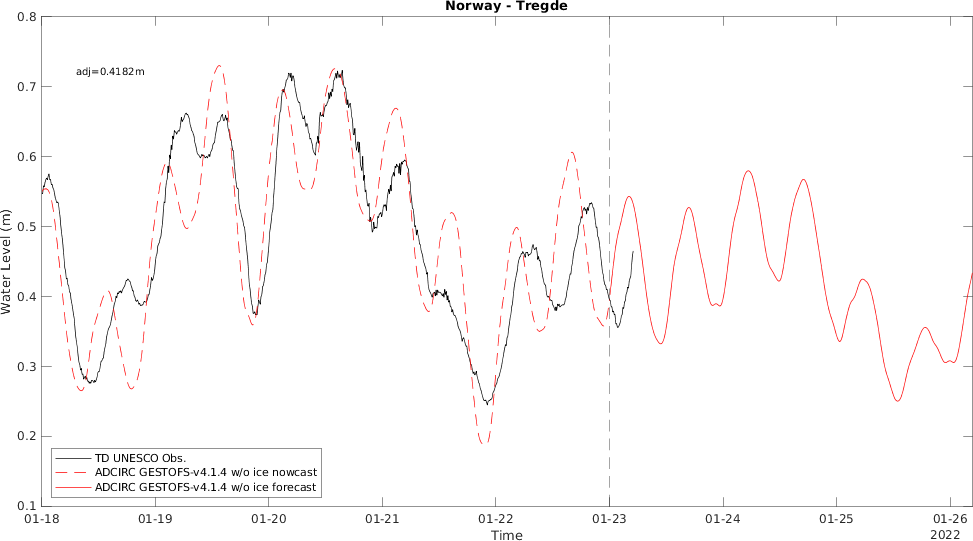 Norway - Tregde
adj=0.4182m
Water Level (m)
0.8
0.7
0.6
0.5
0.4
0.3
0.2
0.1
TD UNESCO Obs.
ADCIRC GESTOFS-v4.1.4 w/o ice nowcast
ADCIRC GESTOFS-v4.1.4 w/o ice forecast
01-18 01-19 01-20 01-21 01-22 01-23 01-24 01-25 01-26
Time
2022